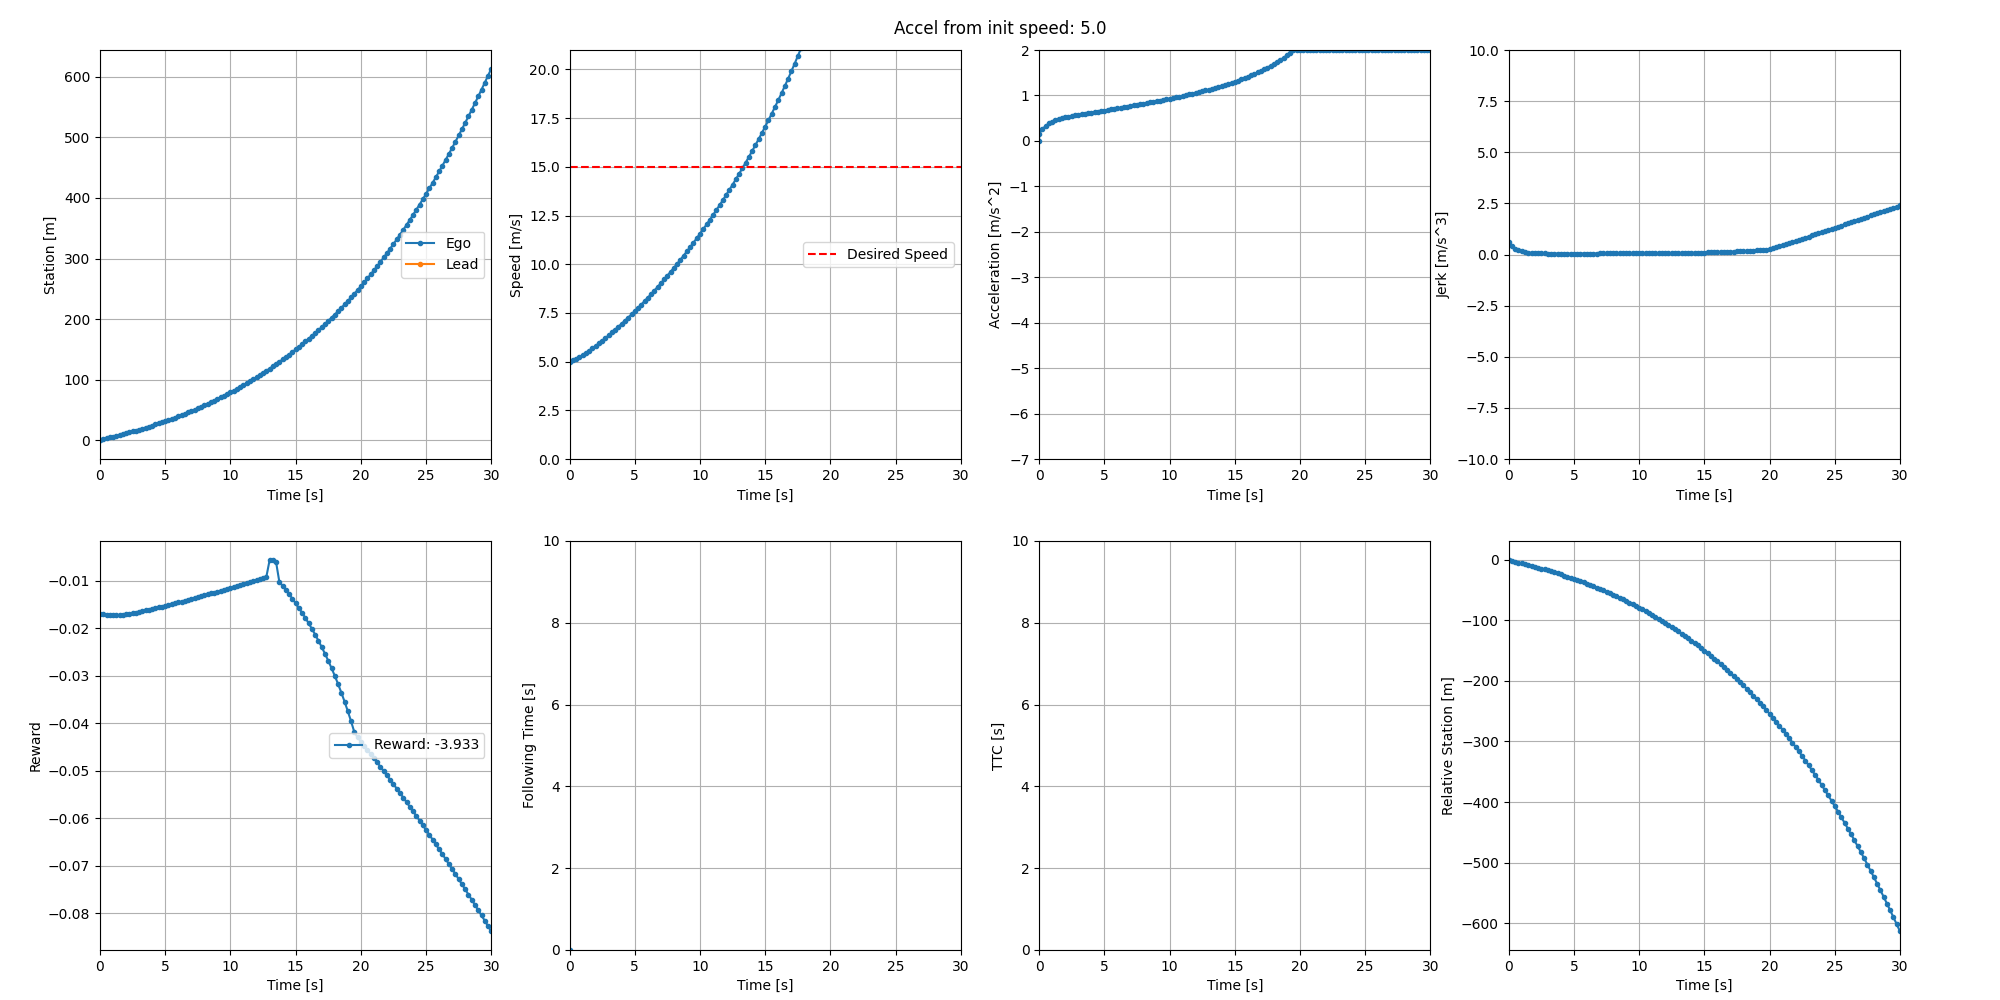 Accel from init speed: 5.0
600
500
400
300
200
100
0
Station [m]
Ego
Lead
0 5 10 15 20 25 30
Time [s]
20.0
17.5
15.0
12.5
10.0
7.5
5.0
2.5
0.0
Speed [m/s]
Desired Speed
0 5 10 15 20 25 30
Time [s]
2
1
0
−1
−2
−3
−4
−5
−6
−7
Acceleration [m/s^2]
0 5 10 15 20 25 30
Time [s]
10.0
7.5
5.0
2.5
0.0
−2.5
−5.0
−7.5
−10.0
Jerk [m/s^3]
0 5 10 15 20 25 30
Time [s]
−0.01
−0.02
−0.03
−0.04
−0.05
−0.06
−0.07
−0.08
Reward
Reward: -3.933
0 5 10 15 20 25 30
Time [s]
10
8
6
4
2
0
Following Time [s]
0 5 10 15 20 25 30
Time [s]
10
8
6
4
2
0
TTC [s]
0 5 10 15 20 25 30
Time [s]
0
−100
−200
−300
−400
−500
−600
Relative Station [m]
0 5 10 15 20 25 30
Time [s]